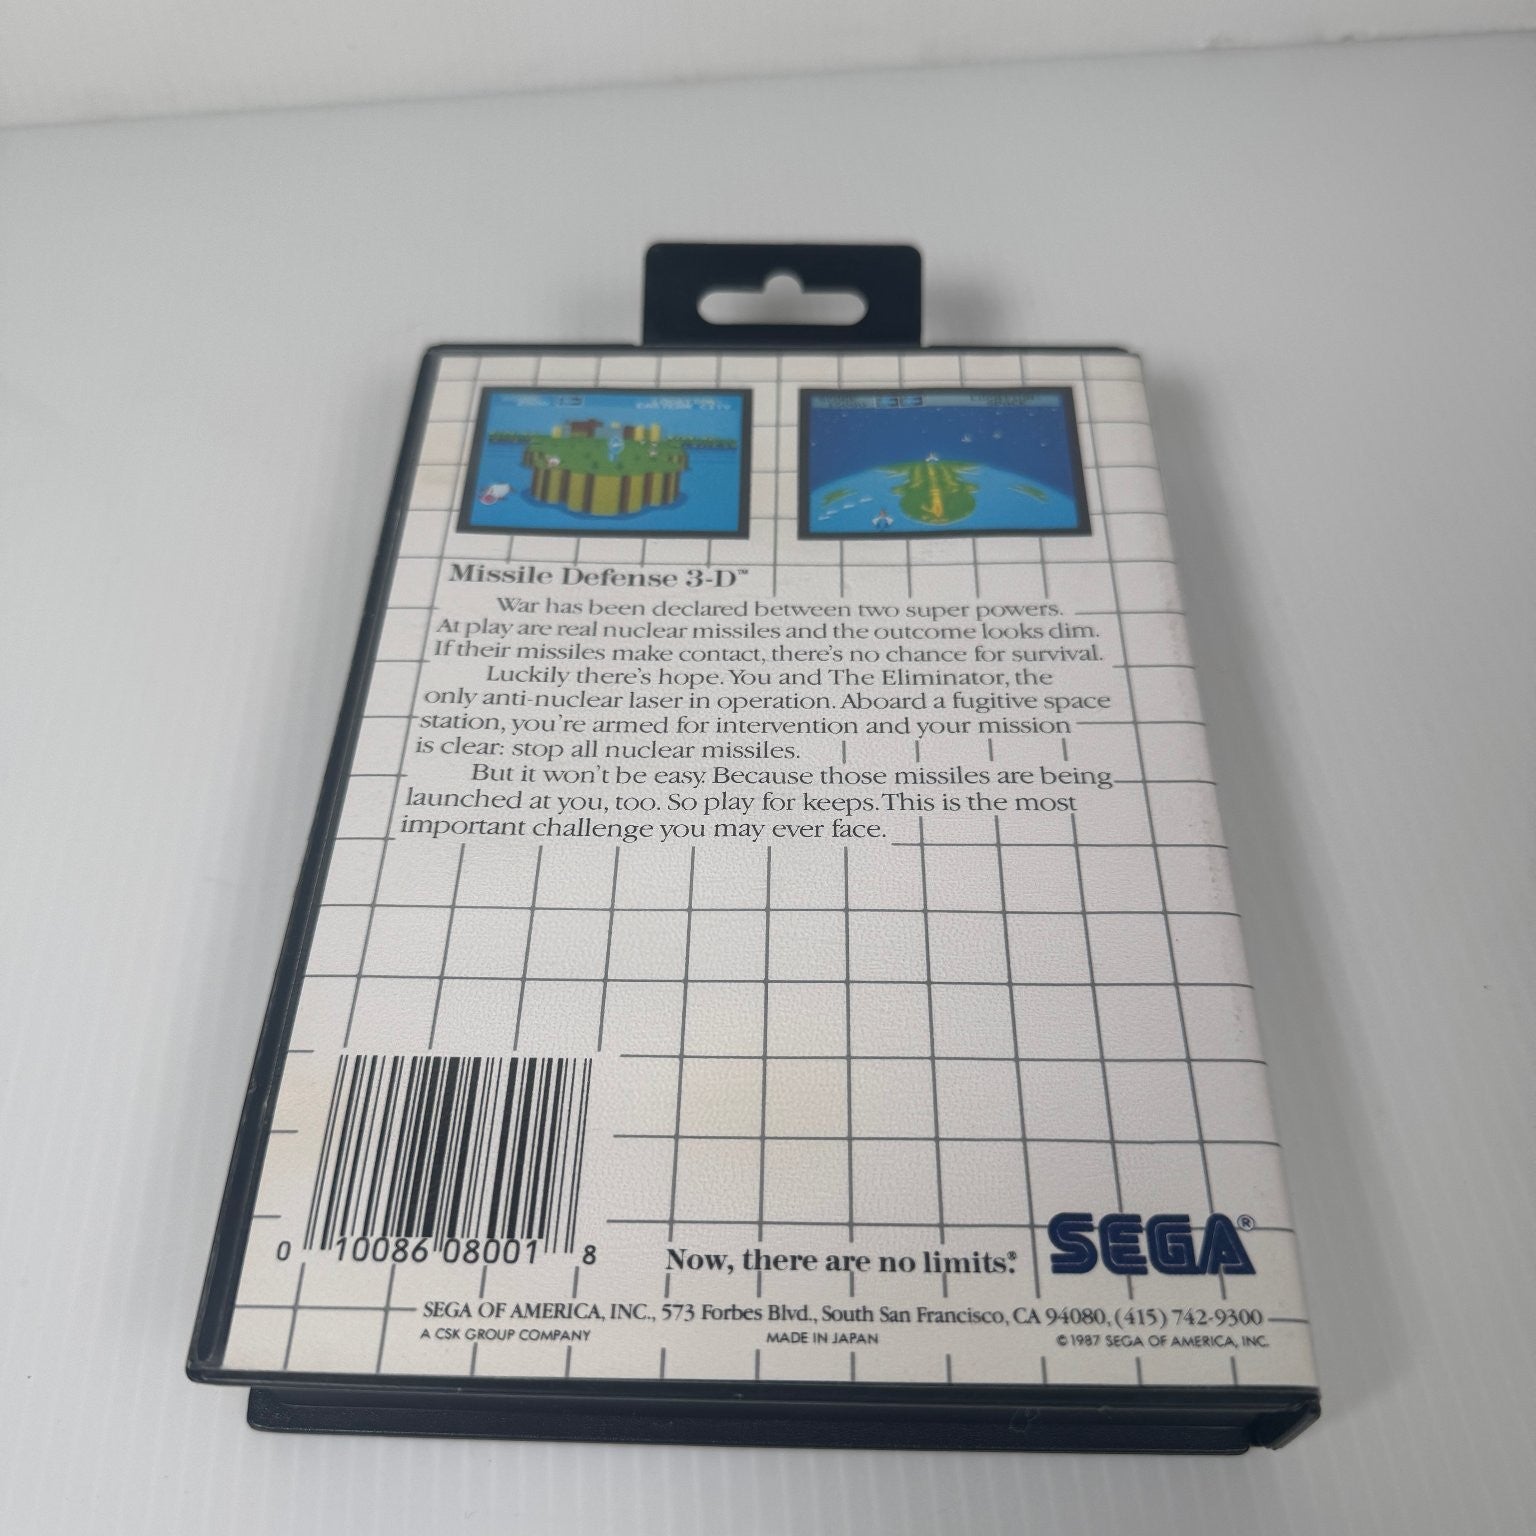 Missile Defense 3-D™
War has been declared between two super powers.
At play are real nuclear missiles and the outcome looks dim.
If their missiles make contact, there's no chance for survival.
Luckily there's hope. You and The Eliminator, the
only anti-nuclear laser in operation. Aboard a fugitive space
station, you're armed for intervention and your mission
is clear: stop all nuclear missiles.
But it won't be easy. Because those missiles are being
launched at you, too. So play for keeps. This is the most
important challenge you may ever face.
0 10086 08001 8
Now, there are no limits.®
SEGA®
SEGA OF AMERICA, INC., 573 Forbes Blvd., South San Francisco, CA 94080, (415) 742-9300
A CSK GROUP COMPANY MADE IN JAPAN ©1987 SEGA OF AMERICA, INC.